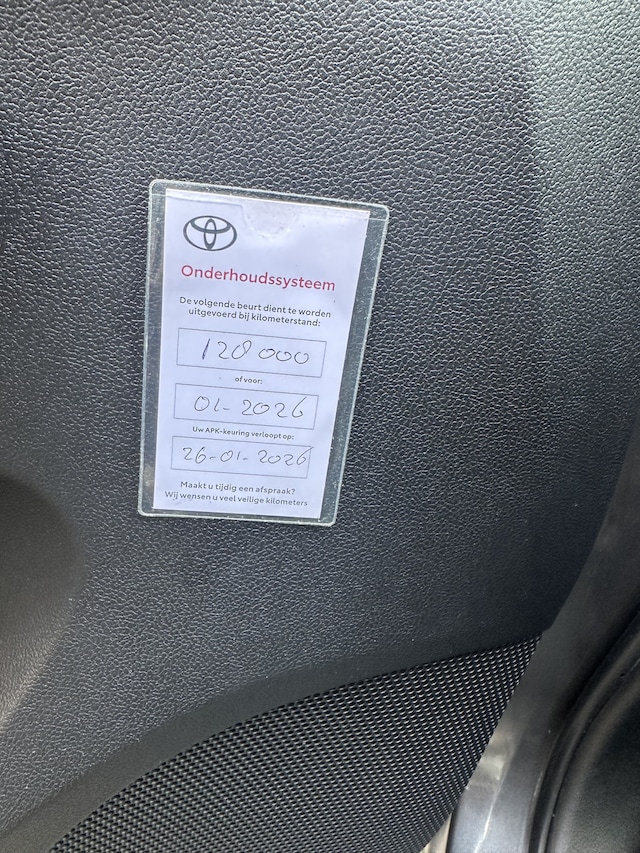 Onderhoudssysteem
De volgende beurt dient te worden
uitgevoerd bij kilometerstand:
120 000
of voor:
01-2026
Uw APK-keuring verloopt op:
26-01-2026
Maakt u tijdig een afspraak?
Wij wensen u veel veilige kilometers